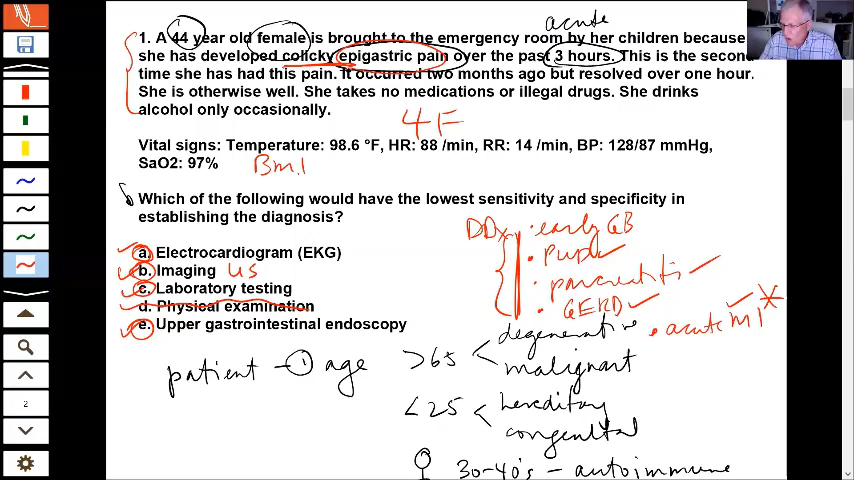 acute
1. A 44 year old female is brought to the emergency room by her children because
she has developed colicky epigastric pain over the past 3 hours. This is the second
time she has had this pain. It occurred two months ago but resolved over one hour.
She is otherwise well. She takes no medications or illegal drugs. She drinks
alcohol only occasionally.
4F
Vital signs: Temperature: 98.6 °F, HR: 88 /min, RR: 14 /min, BP: 128/87 mmHg,
SaO2: 97%
BMI
Which of the following would have the lowest sensitivity and specificity in
establishing the diagnosis?
DDx
• early GB
• PUD
• pancreatitis
• GERD
• acute MI
a. Electrocardiogram (EKG)
b. Imaging US
c. Laboratory testing
d. Physical examination
e. Upper gastrointestinal endoscopy
patient - 1 age
>65 < degenerative
malignant
<25 < hereditary
congenital
♀ 30-40's - autoimmune
2